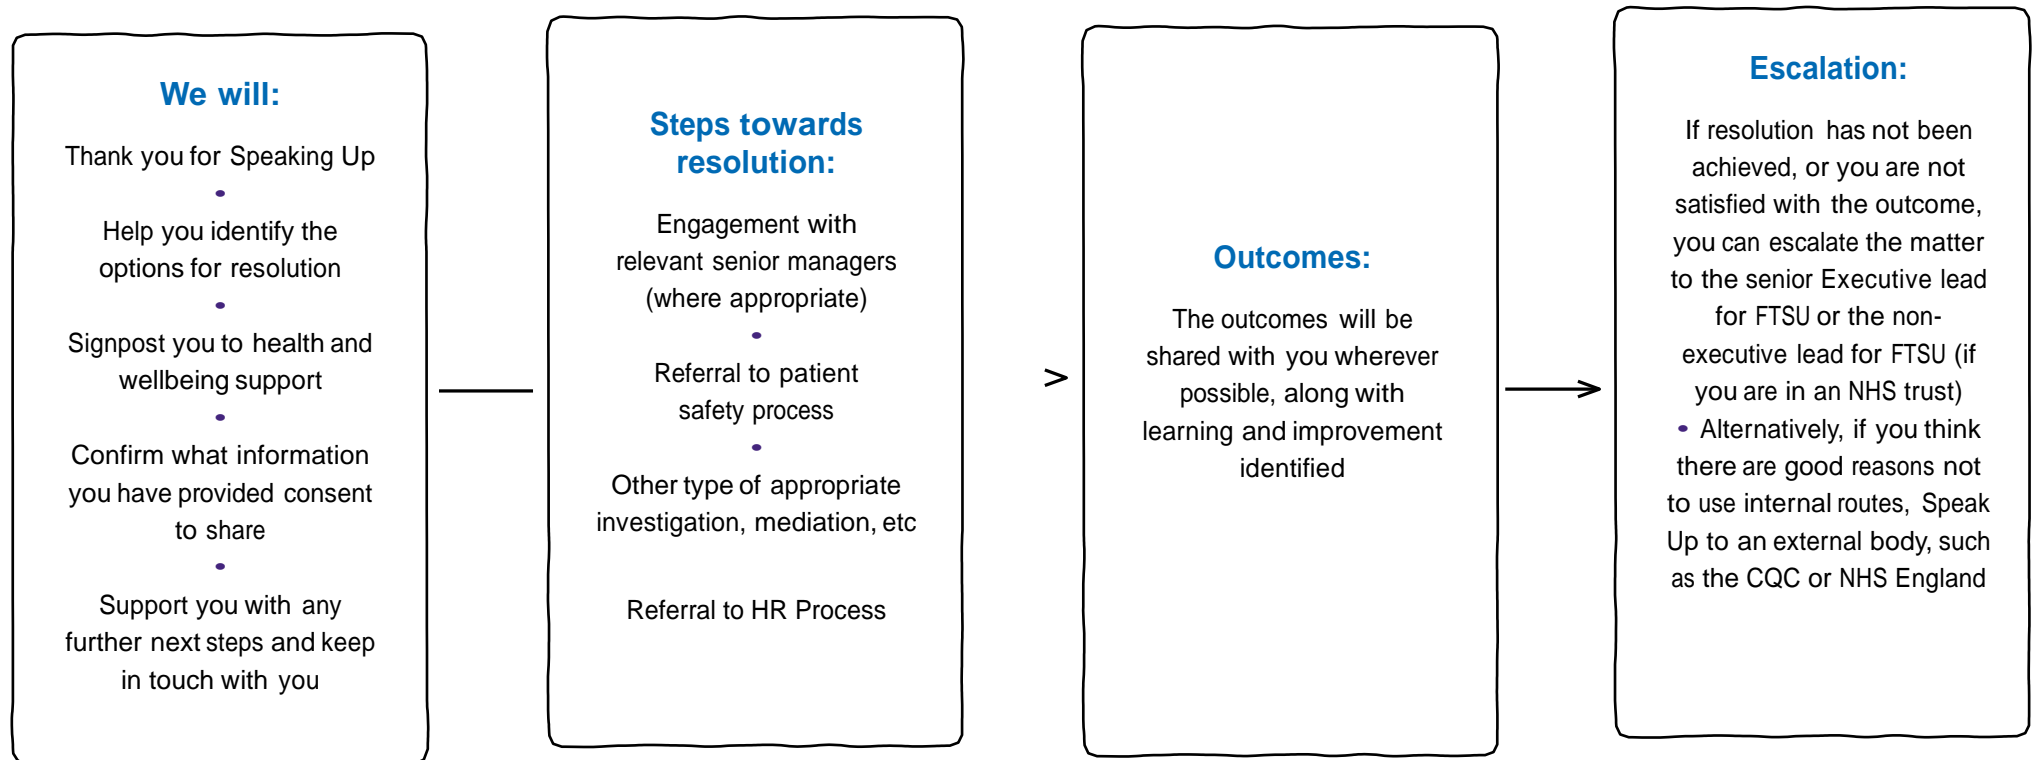 We will:
Thank you for Speaking Up
•
Help you identify the
options for resolution
•
Signpost you to health and
wellbeing support
•
Confirm what information
you have provided consent
to share
•
Support you with any
further next steps and keep
in touch with you
Steps towards
resolution:
Engagement with
relevant senior managers
(where appropriate)
•
Referral to patient
safety process
•
Other type of appropriate
investigation, mediation, etc
Referral to HR Process
Outcomes:
The outcomes will be
shared with you wherever
possible, along with
learning and improvement
identified
Escalation:
If resolution has not been
achieved, or you are not
satisfied with the outcome,
you can escalate the matter
to the senior Executive lead
for FTSU or the non-
executive lead for FTSU (if
you are in an NHS trust)
• Alternatively, if you think
there are good reasons not
to use internal routes, Speak
Up to an external body, such
as the CQC or NHS England